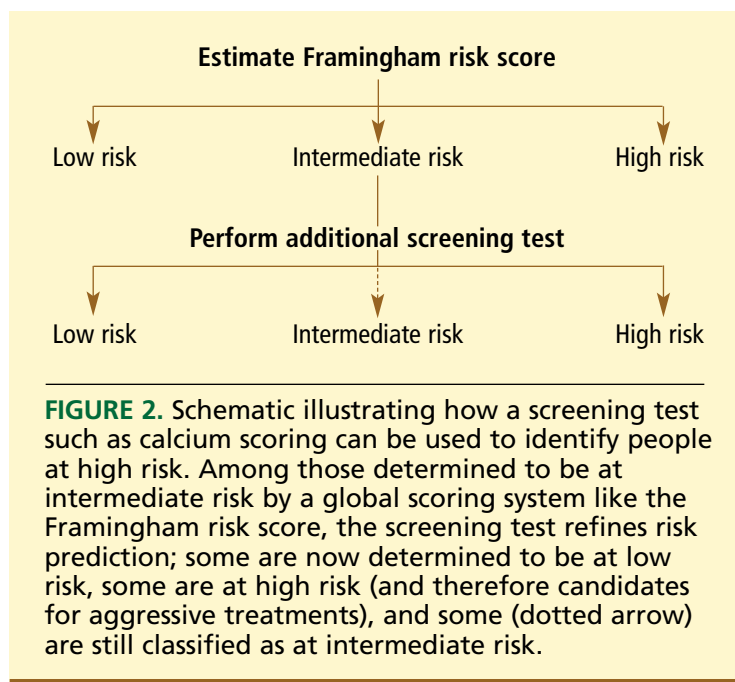 Estimate Framingham risk score
Low risk Intermediate risk High risk
Perform additional screening test
Low risk Intermediate risk High risk
FIGURE 2. Schematic illustrating how a screening test
such as calcium scoring can be used to identify people
at high risk. Among those determined to be at
intermediate risk by a global scoring system like the
Framingham risk score, the screening test refines risk
prediction; some are now determined to be at low
risk, some are at high risk (and therefore candidates
for aggressive treatments), and some (dotted arrow)
are still classified as at intermediate risk.